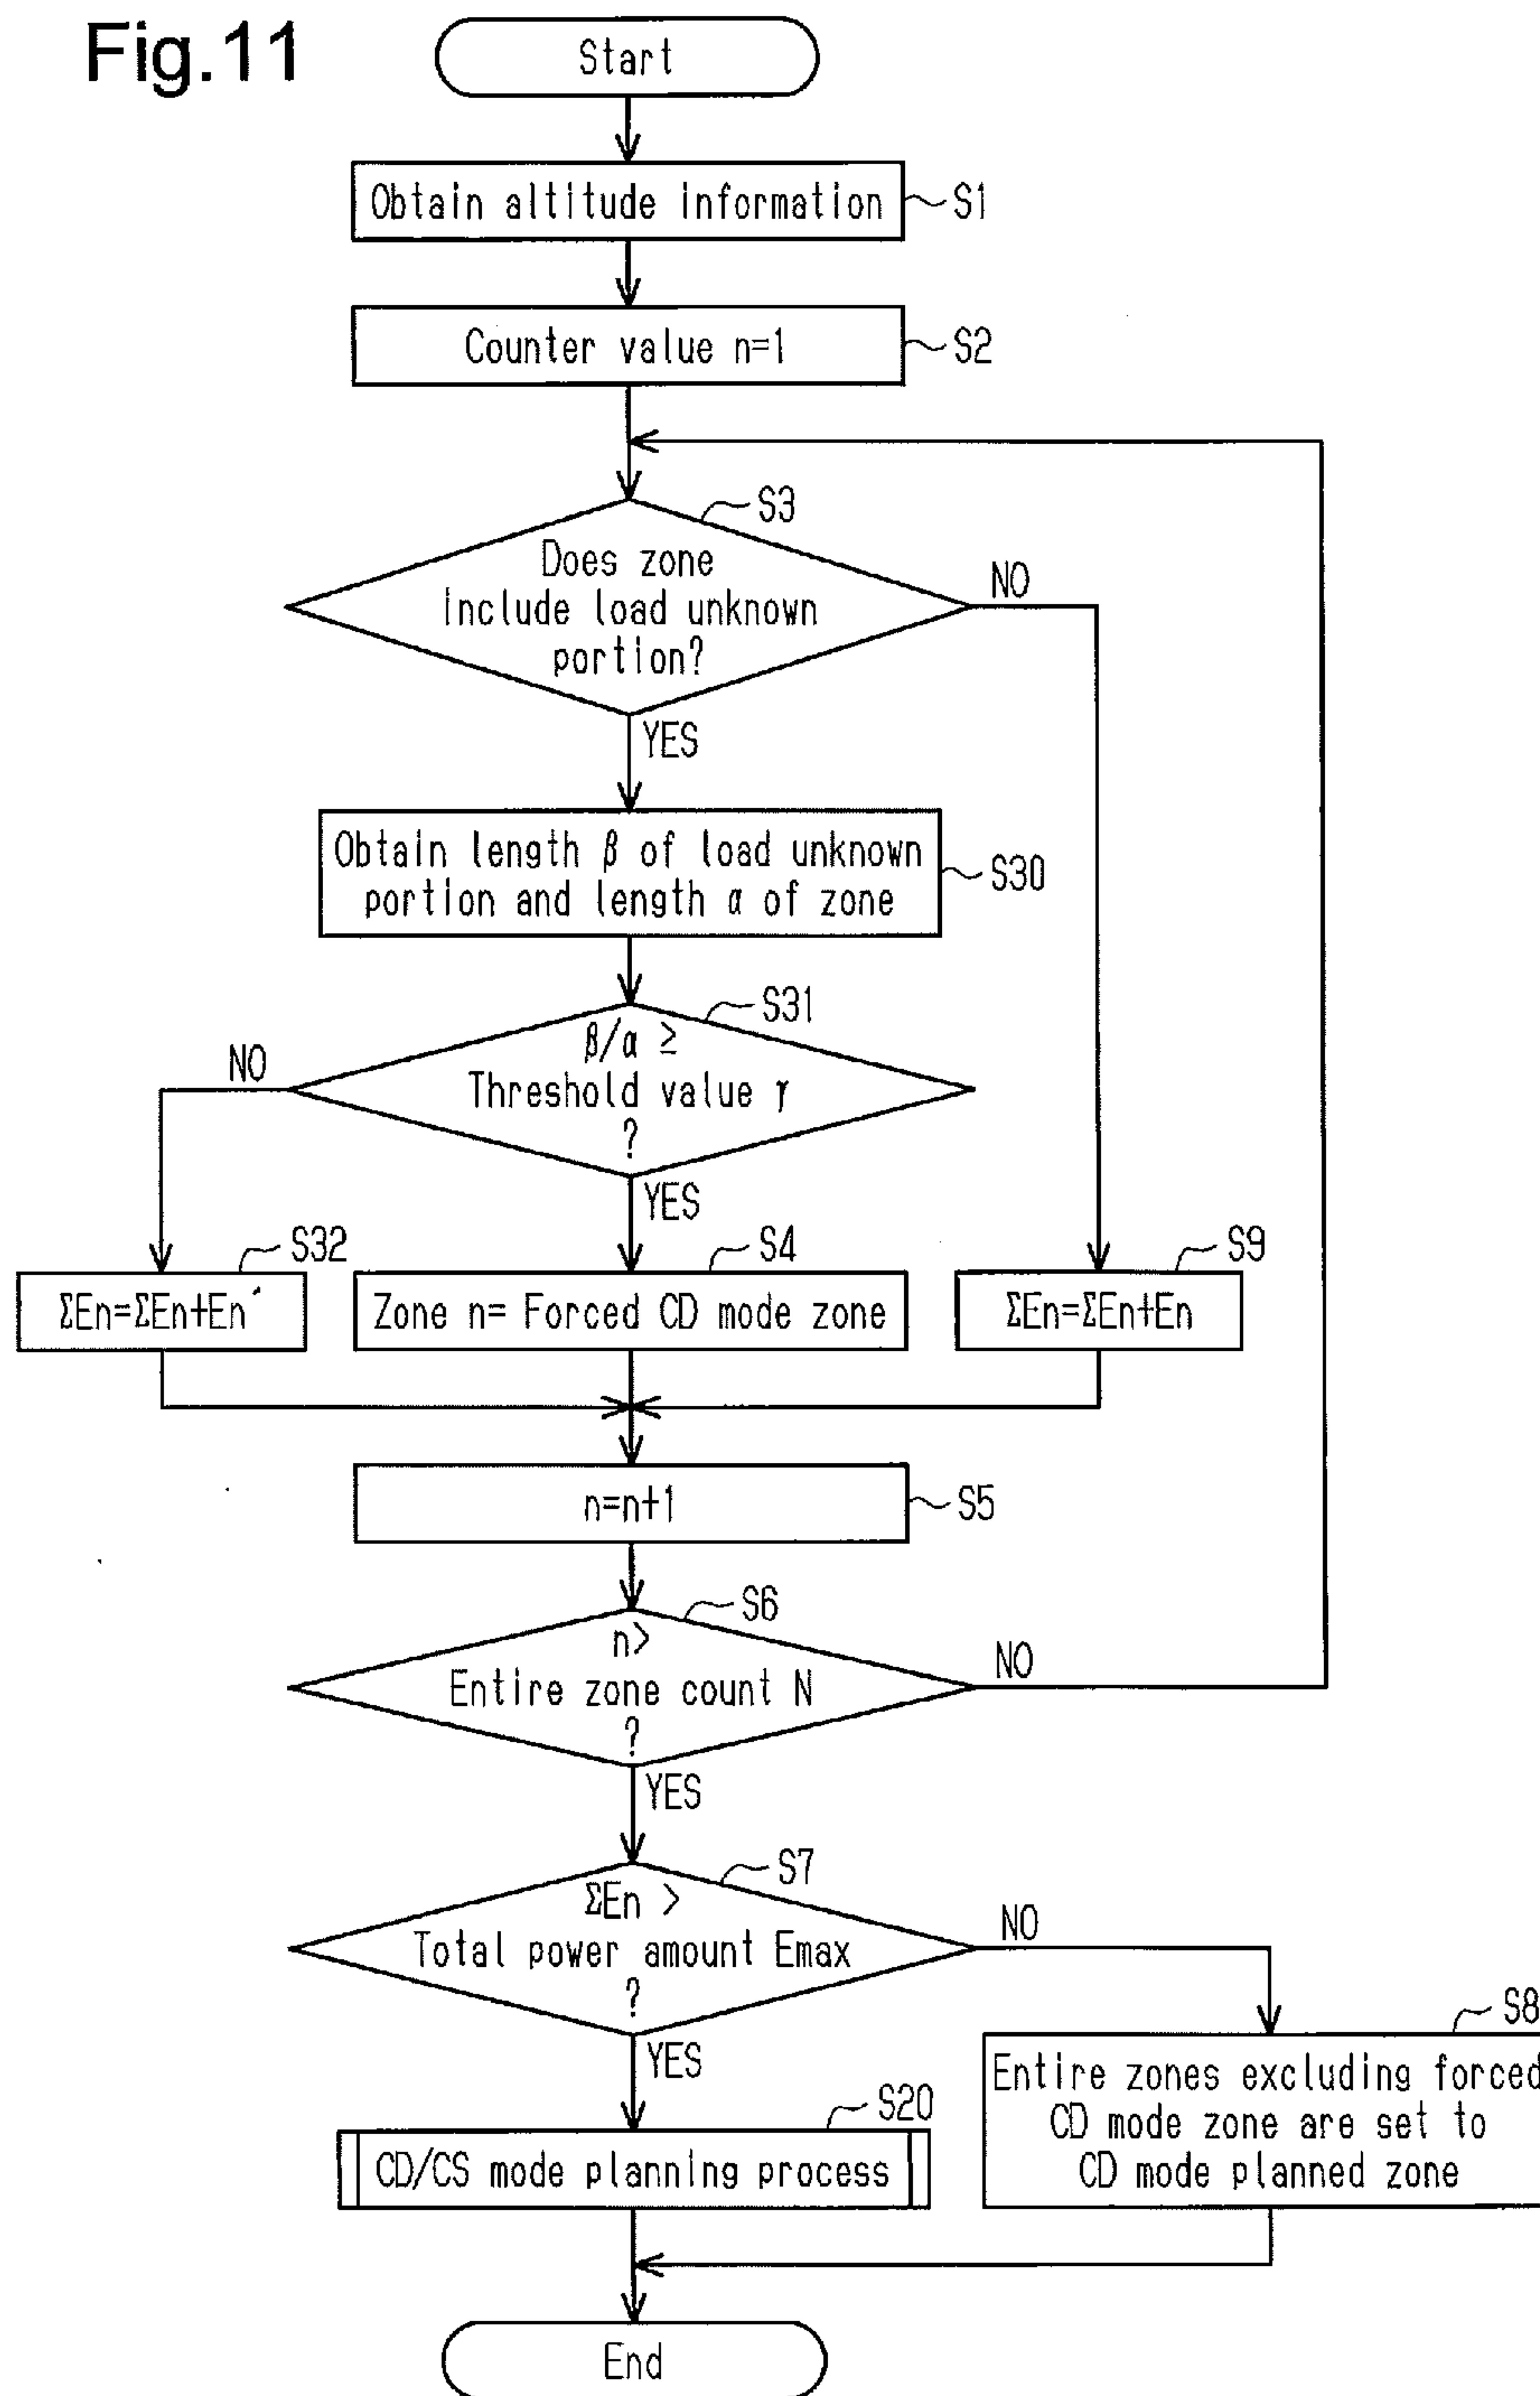 Fig.11
Start
Obtain altitude information
S1
Counter value n=1
S2
S3
Does zone
include load unknown
portion?
NO
YES
Obtain length β of load unknown
portion and length α of zone
S30
S31
β/α ≥
Threshold value γ
?
NO
YES
S32
ΣEn=ΣEn+En´
S4
Zone n= Forced CD mode zone
S9
ΣEn=ΣEn+En
n=n+1
S5
S6
n>
Entire zone count N
?
NO
YES
S7
ΣEn >
Total power amount Emax
?
NO
YES
S8
Entire zones excluding forced
CD mode zone are set to
CD mode planned zone
S20
CD/CS mode planning process
End